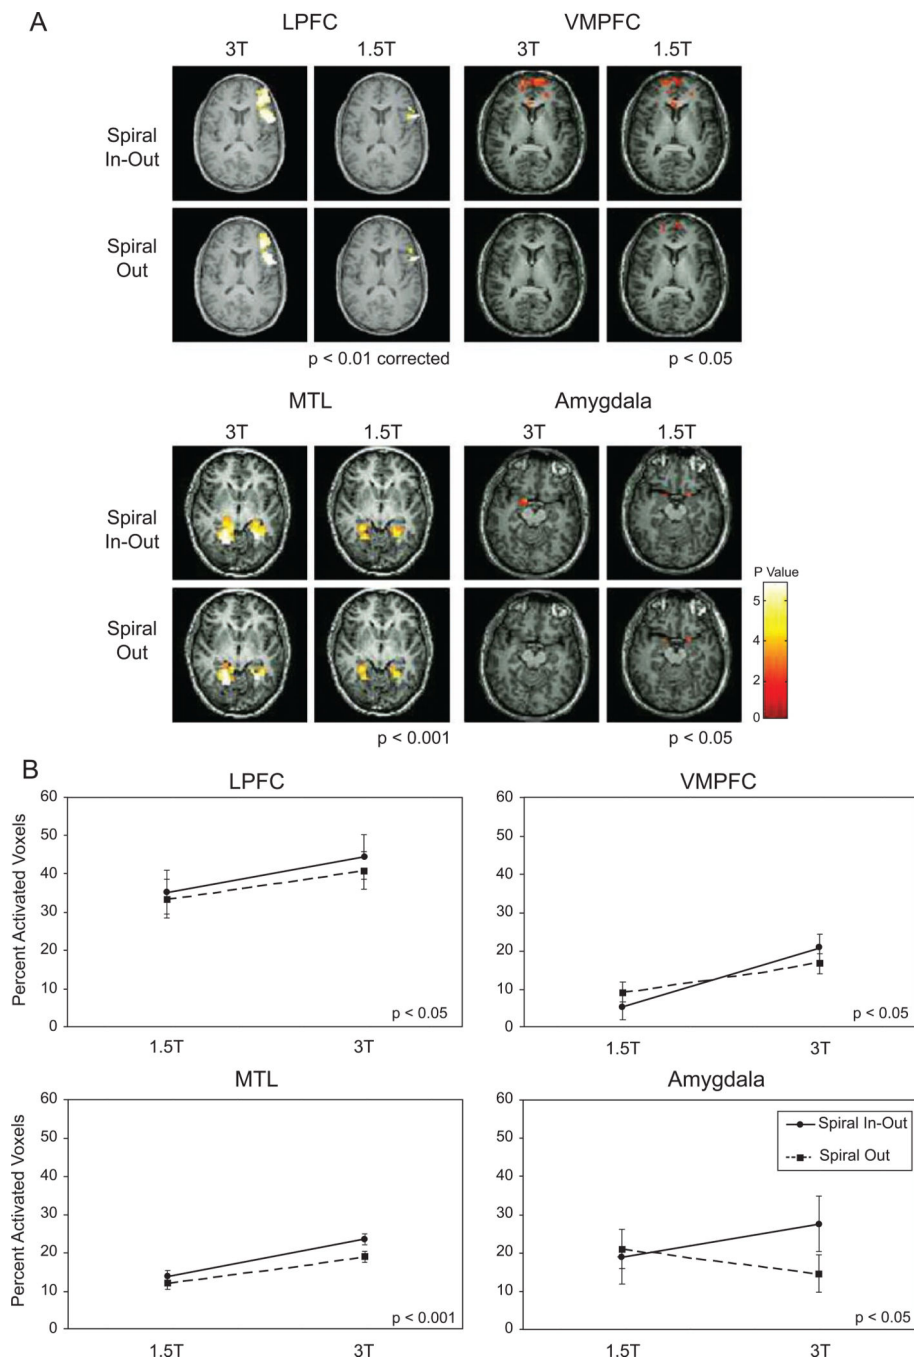 A
LPFC
VMPFC
3T
1.5T
3T
1.5T
Spiral
In-Out
Spiral
Out
p < 0.01 corrected
p < 0.05
MTL
Amygdala
3T
1.5T
3T
1.5T
Spiral
In-Out
P Value
5
4
2
0
Spiral
Out
p < 0.001
p < 0.05
B
LPFC
Percent Activated Voxels
60
50
40
30
20
10
0
p < 0.05
1.5T
3T
VMPFC
60
50
40
30
20
10
0
p < 0.05
1.5T
3T
MTL
Percent Activated Voxels
60
50
40
30
20
10
0
p < 0.001
1.5T
3T
Amygdala
60
50
40
30
20
10
0
Spiral In-Out
Spiral Out
p < 0.05
1.5T
3T